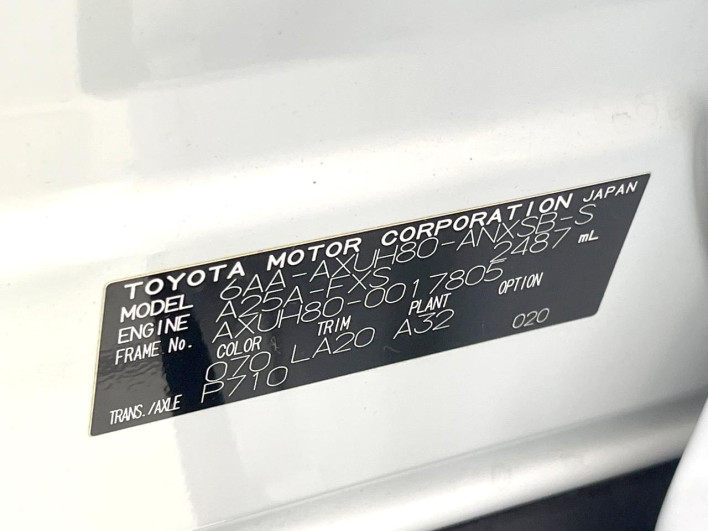 TOYOTA MOTOR CORPORATION JAPAN
MODEL 6AA-AXUH80-ANXSB-S
ENGINE A25A-FXS 2487 mL
FRAME No. AXUH80-0017805
COLOR TRIM PLANT OPTION
070 LA20 A32 020
TRANS./AXLE P710